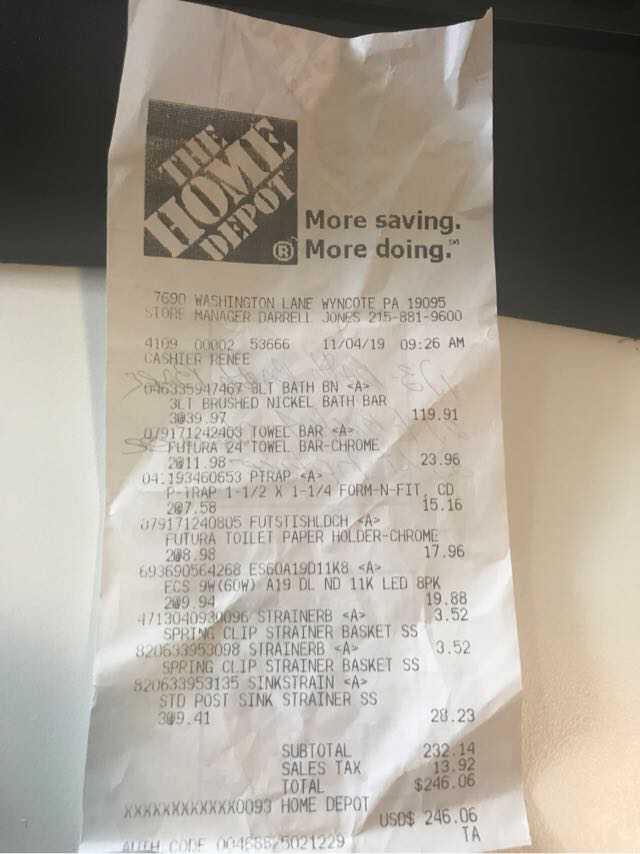 THE
HOME
DEPOT
®
More saving.
More doing.℠
7690 WASHINGTON LANE WYNCOTE PA 19095
STORE MANAGER DARRELL JONES 215-881-9600
4109 00002 53666 11/04/19 09:26 AM
CASHIER RENEE
046335947467 3LT BATH BN <A>
3LT BRUSHED NICKEL BATH BAR
3@39.97 119.91
079171242403 TOWEL BAR <A>
FUTURA 24"TOWEL BAR-CHROME
2@11.98 23.96
041193460653 PTRAP <A>
P-TRAP 1-1/2 X 1-1/4 FORM-N-FIT, CD
2@7.58 15.16
079171240805 FUTSTISHLDCH <A>
FUTURA TOILET PAPER HOLDER-CHROME
2@8.98 17.96
693690564268 ES60A19D11K8 <A>
ECS 9W(60W) A19 DL ND 11K LED 8PK
2@9.94 19.88
4713040930096 STRAINERB <A> 3.52
SPRING CLIP STRAINER BASKET SS
820633953098 STRAINERB <A> 3.52
SPRING CLIP STRAINER BASKET SS
820633953135 SINKSTRAIN <A>
STD POST SINK STRAINER SS
3@9.41 28.23
SUBTOTAL 232.14
SALES TAX 13.92
TOTAL $246.06
XXXXXXXXXXXX0093 HOME DEPOT
USD$ 246.06
AUTH CODE 004688/5021229 TA